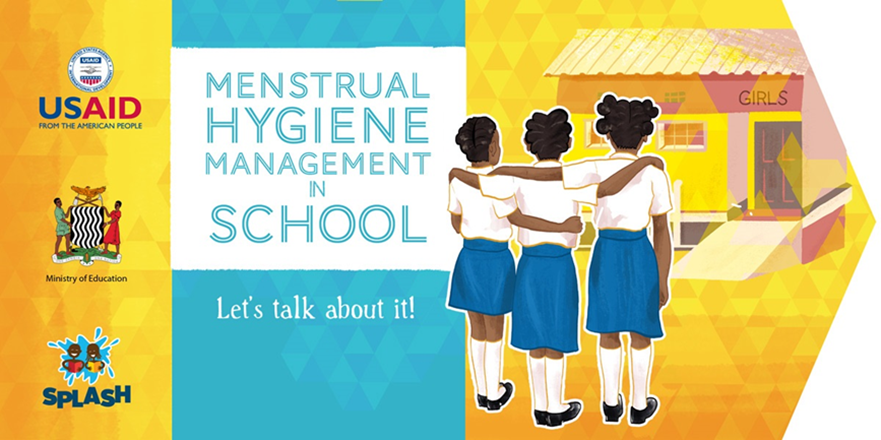 USAID
USAID
FROM THE AMERICAN PEOPLE
Ministry of Education
SPLASH
MENSTRUAL
HYGIENE
MANAGEMENT
IN
SCHOOL
Let's talk about it!
GIRLS